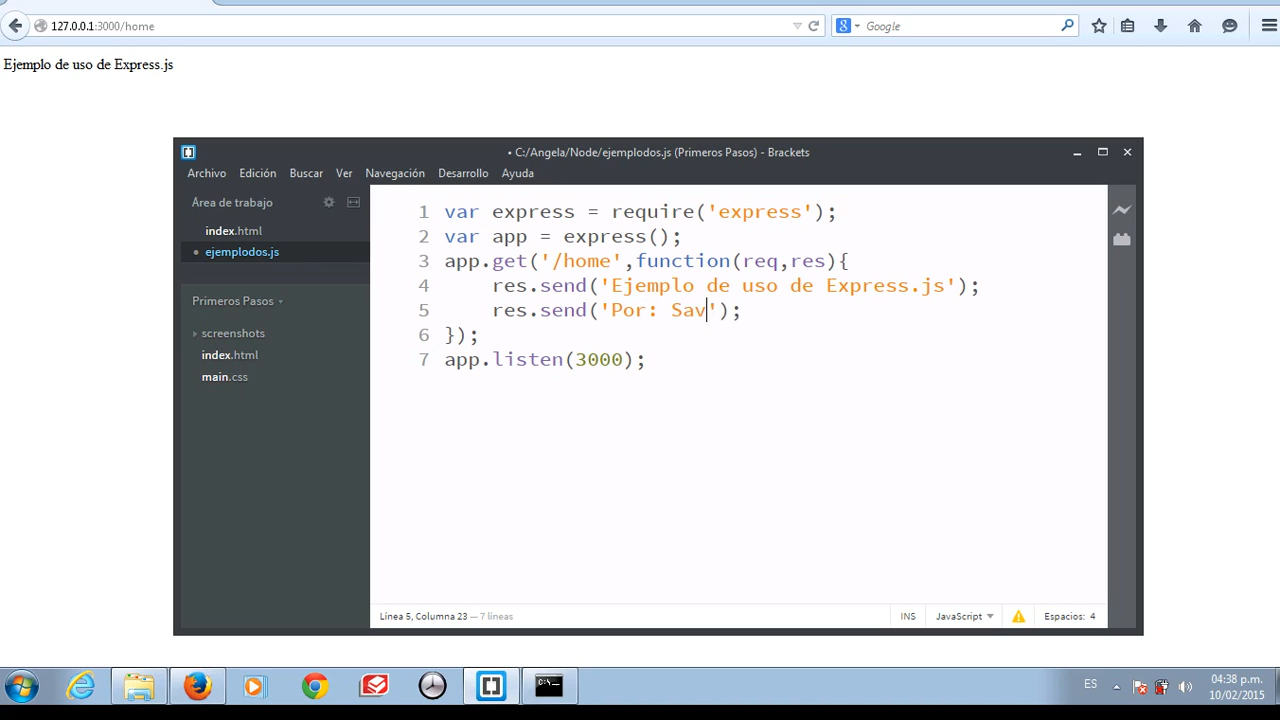 127.0.0.1:3000/home
Google
Ejemplo de uso de Express.js
• C:/Angela/Node/ejemplodos.js (Primeros Pasos) - Brackets
Archivo Edición Buscar Ver Navegación Desarrollo Ayuda
Área de trabajo
index.html
ejemplodos.js
Primeros Pasos
screenshots
index.html
main.css
1 var express = require('express');
2 var app = express();
3 app.get('/home',function(req,res){
4 res.send('Ejemplo de uso de Express.js');
5 res.send('Por: Sav');
6 });
7 app.listen(3000);
Línea 5, Columna 23 — 7 líneas
INS JavaScript Espacios: 4
ES
04:38 p.m.
10/02/2015